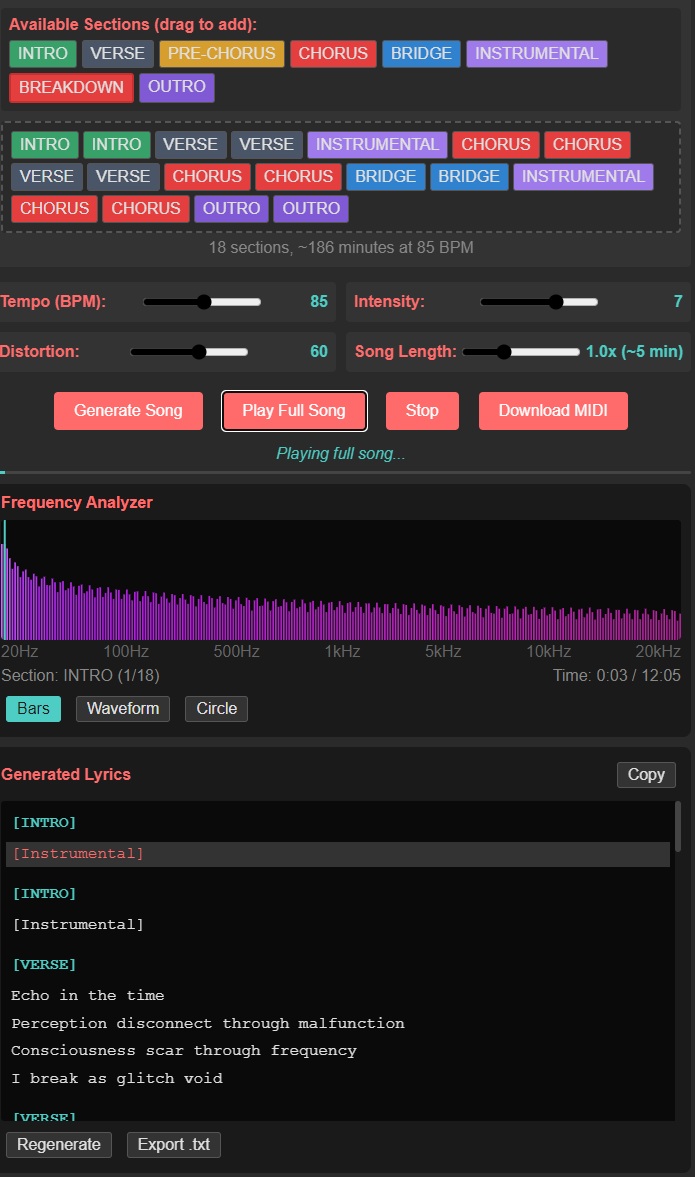 Available Sections (drag to add):
INTRO VERSE PRE-CHORUS CHORUS BRIDGE INSTRUMENTAL
BREAKDOWN OUTRO
INTRO INTRO VERSE VERSE INSTRUMENTAL CHORUS CHORUS
VERSE VERSE CHORUS CHORUS BRIDGE BRIDGE INSTRUMENTAL
CHORUS CHORUS OUTRO OUTRO
18 sections, ~186 minutes at 85 BPM
Tempo (BPM): 85 Intensity: 7
Distortion: 60 Song Length: 1.0x (~5 min)
Generate Song Play Full Song Stop Download MIDI
Playing full song...
Frequency Analyzer
20Hz 100Hz 500Hz 1kHz 5kHz 10kHz 20kHz
Section: INTRO (1/18) Time: 0:03 / 12:05
Bars Waveform Circle
Generated Lyrics Copy
[INTRO]
[Instrumental]
[INTRO]
[Instrumental]
[VERSE]
Echo in the time
Perception disconnect through malfunction
Consciousness scar through frequency
I break as glitch void
[VERSE]
Regenerate Export .txt